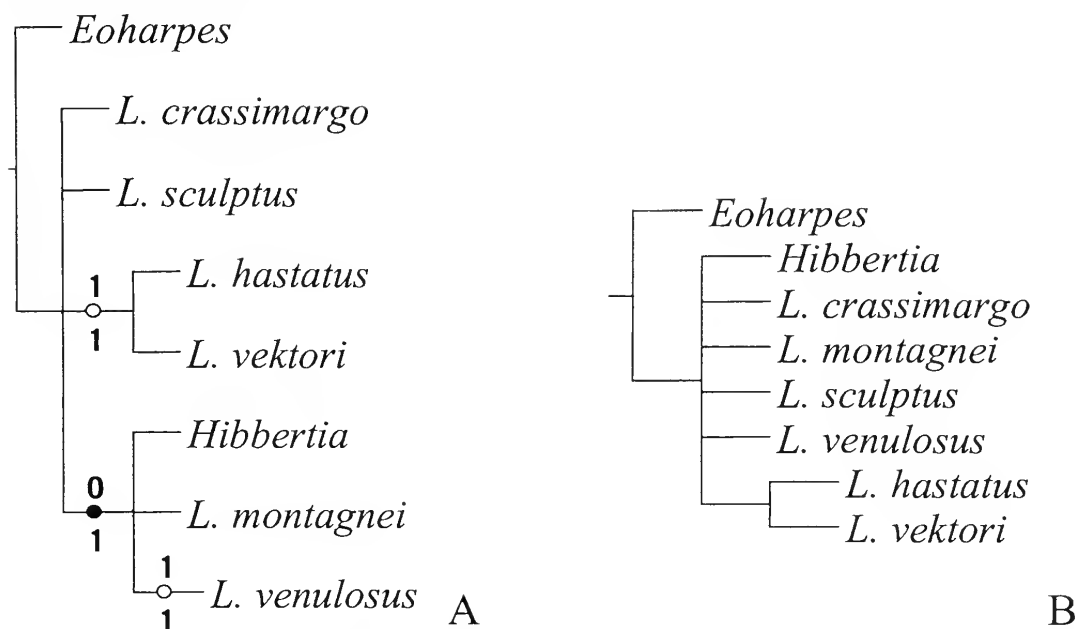 Eoharpes
L. crassimargo
L. sculptus
1
L. hastatus
1
L. vektori
Hibbertia
0
L. montagnei
1
1
L. venulosus
1
A
Eoharpes
Hibbertia
L. crassimargo
L. montagnei
L. sculptus
L. venulosus
L. hastatus
L. vektori
B